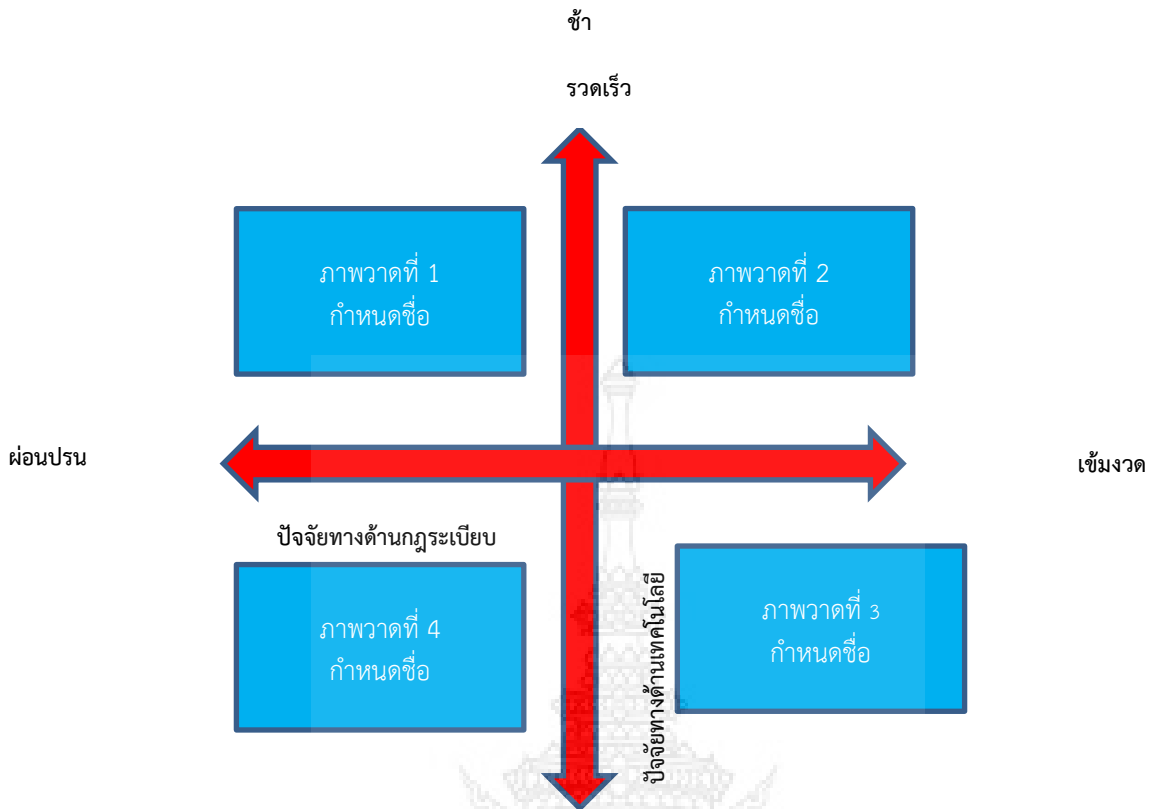 ช้า
รวดเร็ว
ภาพวาดที่ 1
กำหนดชื่อ
ภาพวาดที่ 2
กำหนดชื่อ
ผ่อนปรน
เข้มงวด
ปัจจัยทางด้านกฎระเบียบ
ปัจจัยทางด้านเทคโนโลยี
ภาพวาดที่ 4
กำหนดชื่อ
ภาพวาดที่ 3
กำหนดชื่อ